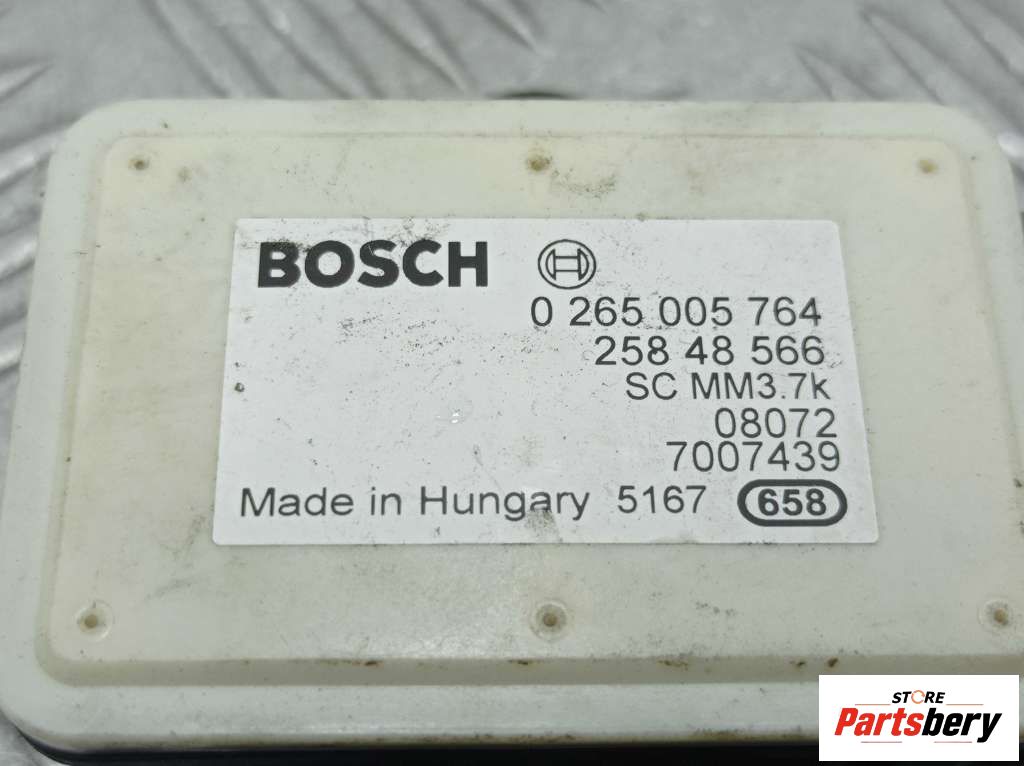 BOSCH
0 265 005 764
258 48 566
SC MM3.7k
08072
7007439
Made in Hungary 5167 658
STORE
Partsbery